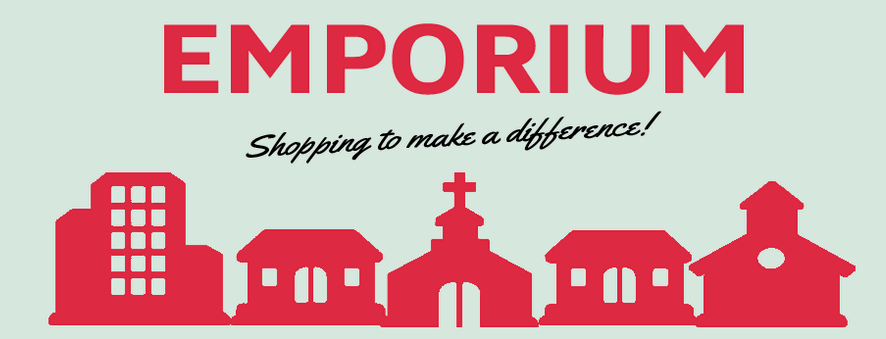 EMPORIUM
Shopping to make a difference!